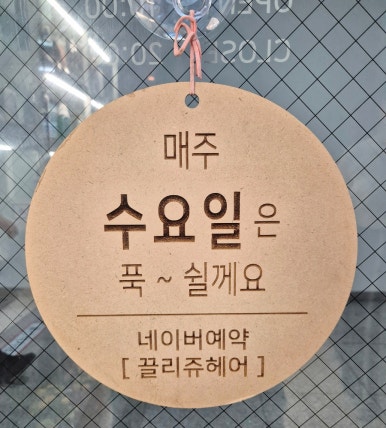 매주
수요일은
푹 ~ 쉴께요
네이버예약
[ 끌리쥬헤어 ]